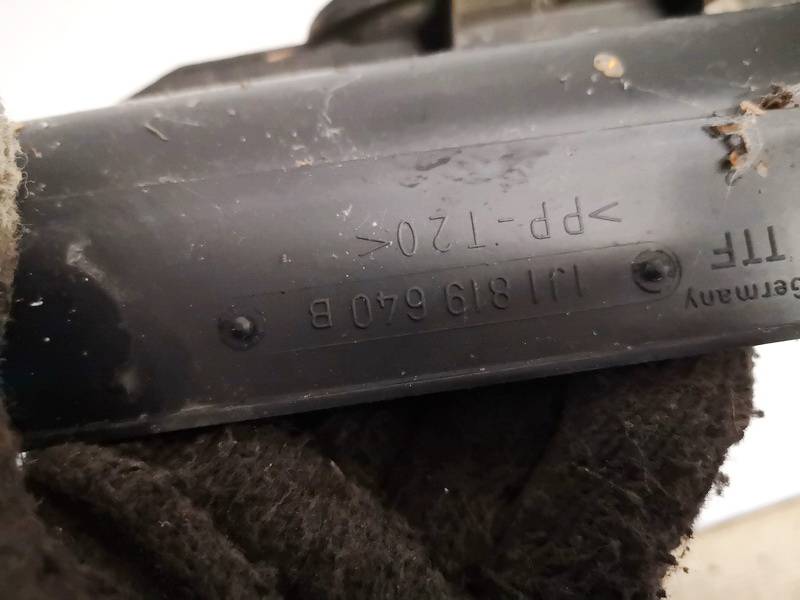 Germany
TTF
1J1 819 640 B
>PP-T20<